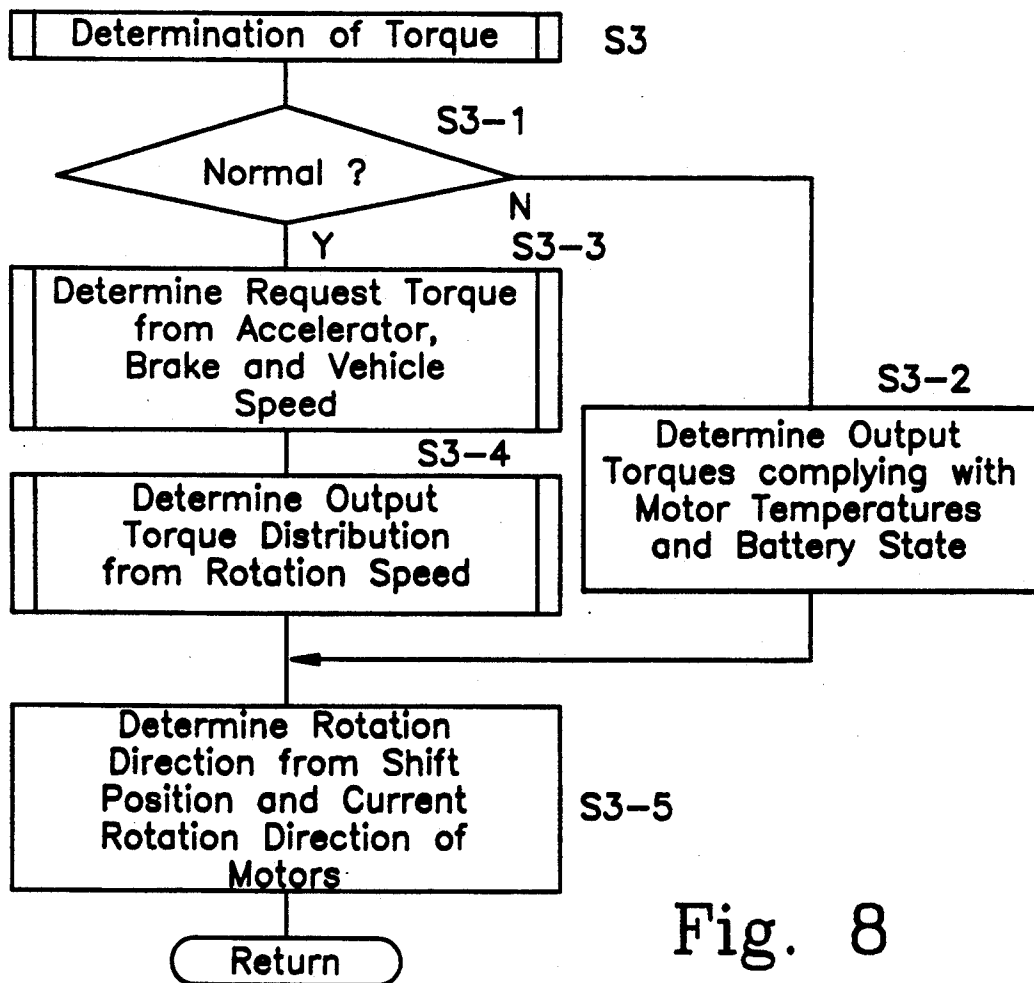 Determination of Torque
S3
S3-1
Normal ?
N
Y
S3-3
Determine Request Torque
from Accelerator,
Brake and Vehicle
Speed
S3-2
Determine Output
Torques complying with
Motor Temperatures
and Battery State
S3-4
Determine Output
Torque Distribution
from Rotation Speed
Determine Rotation
Direction from Shift
Position and Current
Rotation Direction of
Motors
S3-5
Return
Fig. 8